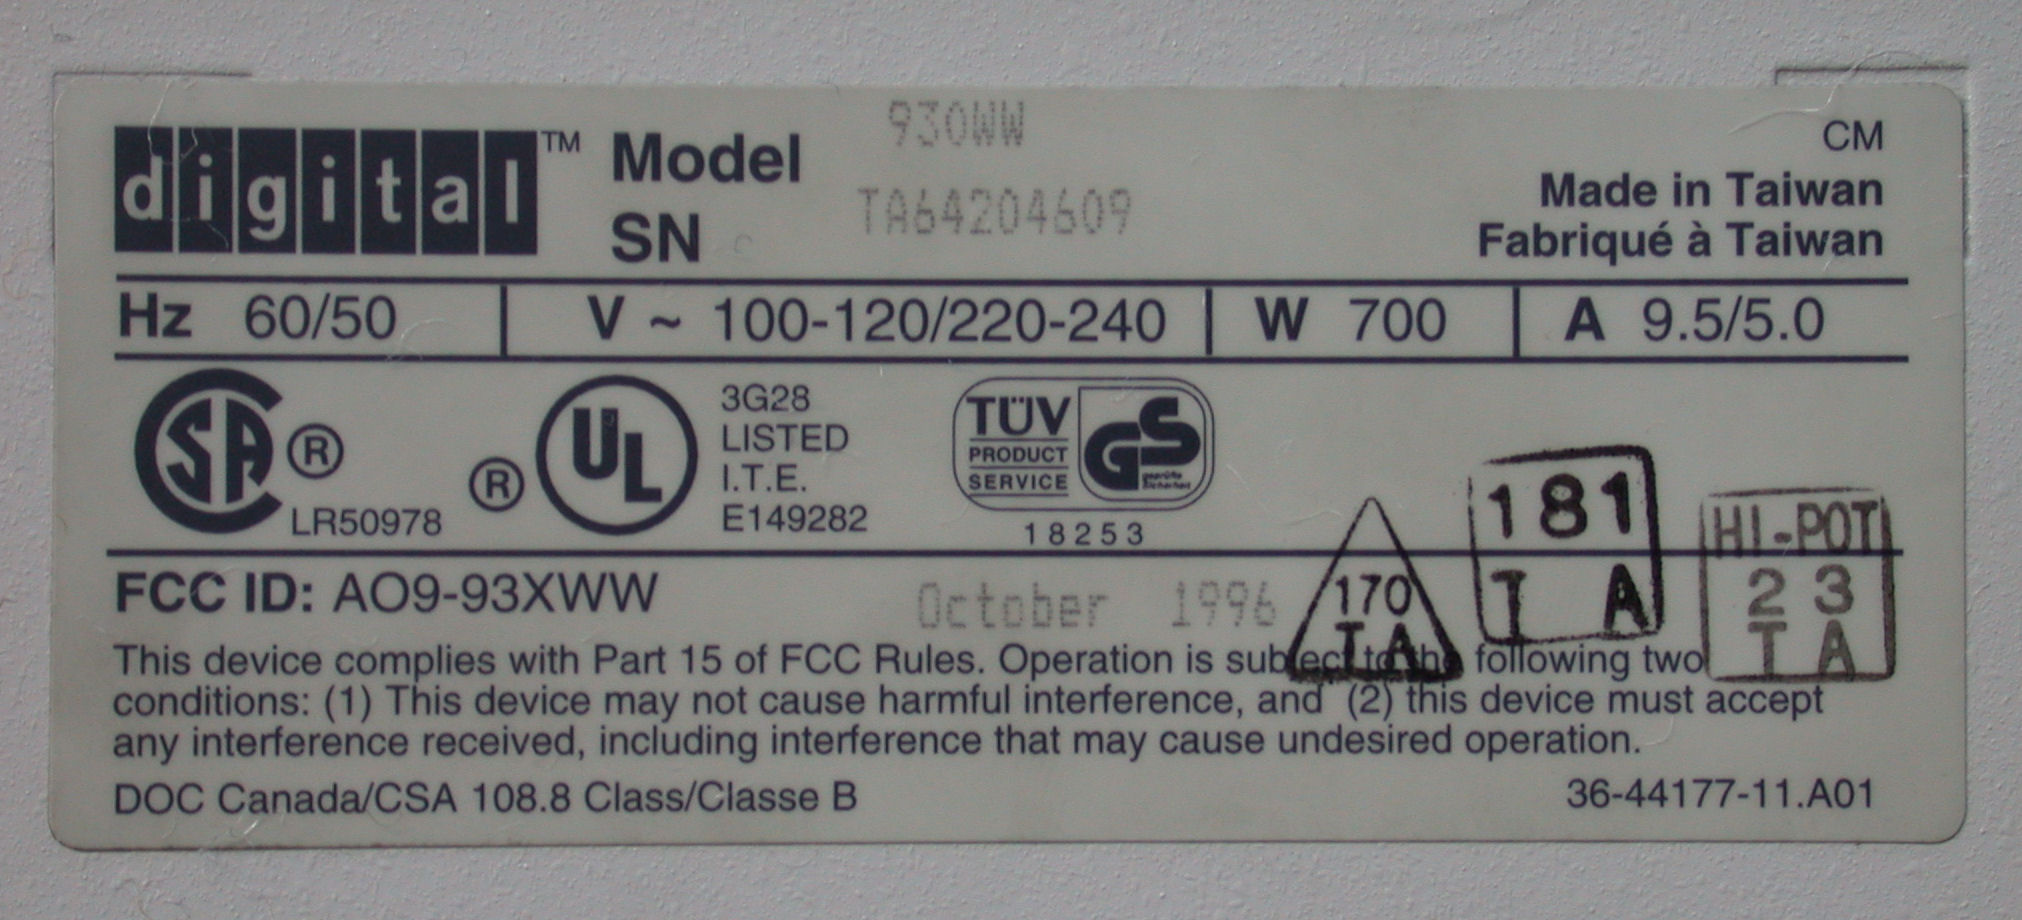 digital™ Model 930WW
SN TA64204609
CM
Made in Taiwan
Fabriqué à Taiwan
Hz 60/50 V ~ 100-120/220-240 W 700 A 9.5/5.0
SA ® LR50978
® UL
3G28
LISTED
I.T.E.
E149282
TÜV
PRODUCT
SERVICE
GS
geprüfte
Sicherheit
18253
170
TA
181
T A
HI-POT
2 3
T A
FCC ID: AO9-93XWW October 1996
This device complies with Part 15 of FCC Rules. Operation is subject to the following two
conditions: (1) This device may not cause harmful interference, and (2) this device must accept
any interference received, including interference that may cause undesired operation.
DOC Canada/CSA 108.8 Class/Classe B 36-44177-11.A01